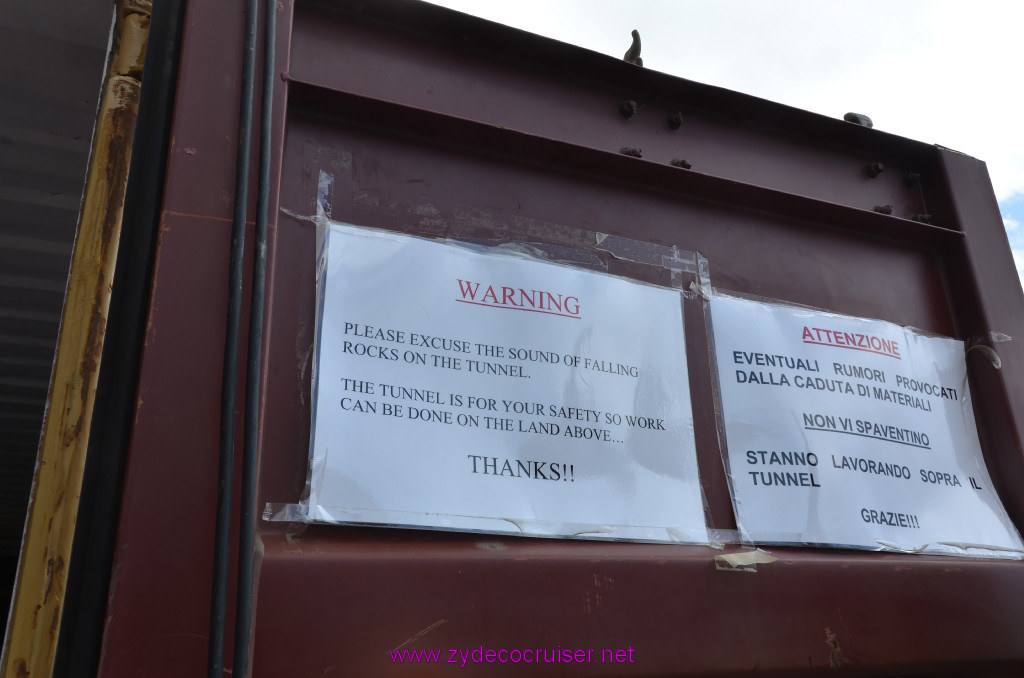 WARNING
PLEASE EXCUSE THE SOUND OF FALLING
ROCKS ON THE TUNNEL.
THE TUNNEL IS FOR YOUR SAFETY SO WORK
CAN BE DONE ON THE LAND ABOVE...
THANKS!!
ATTENZIONE
EVENTUALI RUMORI PROVOCATI
DALLA CADUTA DI MATERIALI
NON VI SPAVENTINO
STANNO LAVORANDO SOPRA IL
TUNNEL
GRAZIE!!!
www.zydecocruiser.net